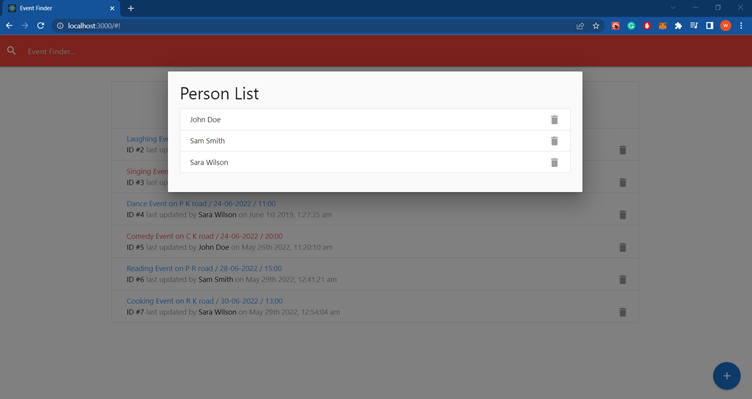 Event Finder
localhost:3000/#!
W
Event Finder...
Person List
John Doe
Sam Smith
Sara Wilson
Laughing Eve
ID #2 last up
Singing Even
ID #3 last up
Dance Event on P K road / 24-06-2022 / 11:00
ID #4 last updated by Sara Wilson on June 1st 2019, 1:27:35 am
Comedy Event on C K road / 24-06-2022 / 20:00
ID #5 last updated by John Doe on May 26th 2022, 11:20:10 am
Reading Event on P R road / 28-06-2022 / 15:00
ID #6 last updated by Sam Smith on May 29th 2022, 12:41:21 am
Cooking Event on R K road / 30-06-2022 / 13:00
ID #7 last updated by Sara Wilson on May 29th 2022, 12:54:04 am